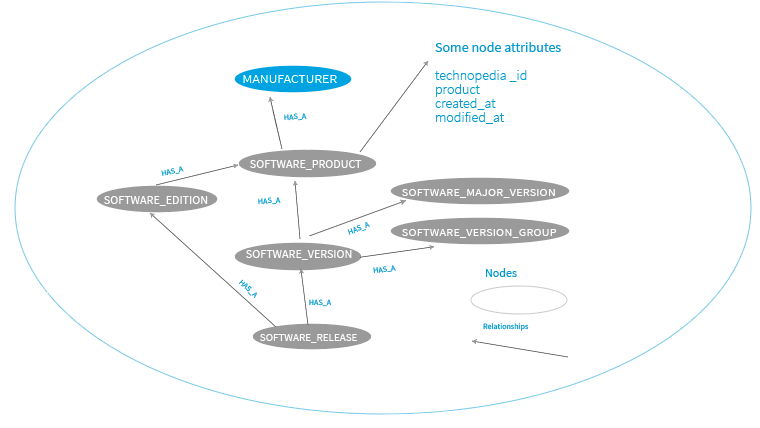 Some node attributes
technopedia _id
product
created_at
modified_at
MANUFACTURER
HAS_A
SOFTWARE_PRODUCT
HAS_A
SOFTWARE_EDITION
HAS_A
SOFTWARE_MAJOR_VERSION
HAS_A
SOFTWARE_VERSION_GROUP
SOFTWARE_VERSION
HAS_A
Nodes
HAS_A
HAS_A
Relationships
SOFTWARE_RELEASE